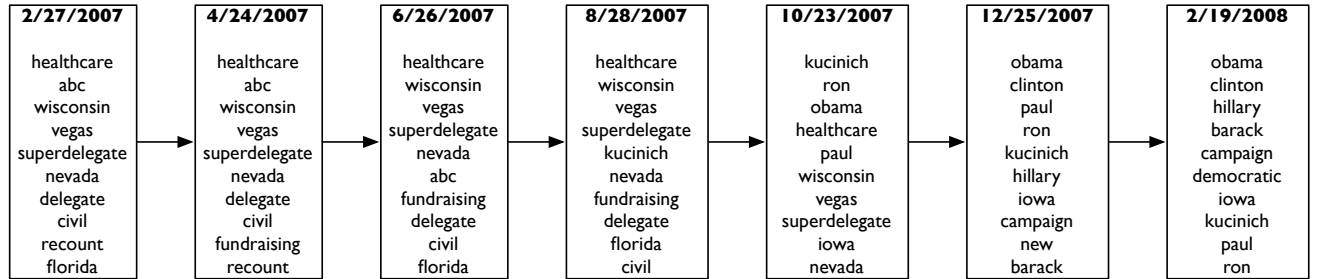 2/27/2007
healthcare
abc
wisconsin
vegas
superdelegate
nevada
delegate
civil
recount
florida
4/24/2007
healthcare
abc
wisconsin
vegas
superdelegate
nevada
delegate
civil
fundraising
recount
6/26/2007
healthcare
wisconsin
vegas
superdelegate
nevada
abc
fundraising
delegate
civil
florida
8/28/2007
healthcare
wisconsin
vegas
superdelegate
kucinich
nevada
fundraising
delegate
florida
civil
10/23/2007
kucinich
ron
obama
healthcare
paul
wisconsin
vegas
superdelegate
iowa
nevada
12/25/2007
obama
clinton
paul
ron
kucinich
hillary
iowa
campaign
new
barack
2/19/2008
obama
clinton
hillary
barack
campaign
democratic
iowa
kucinich
paul
ron